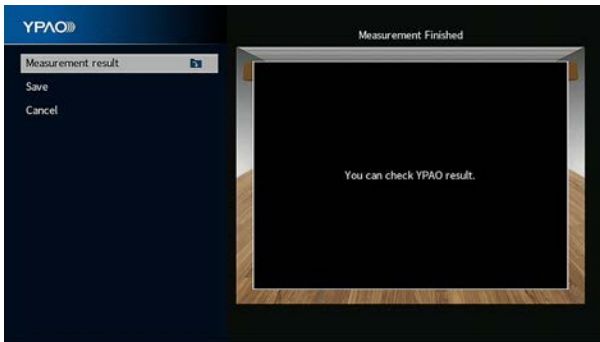 YPAO
Measurement Finished
Measurement result
Save
Cancel
You can check YPAO result.